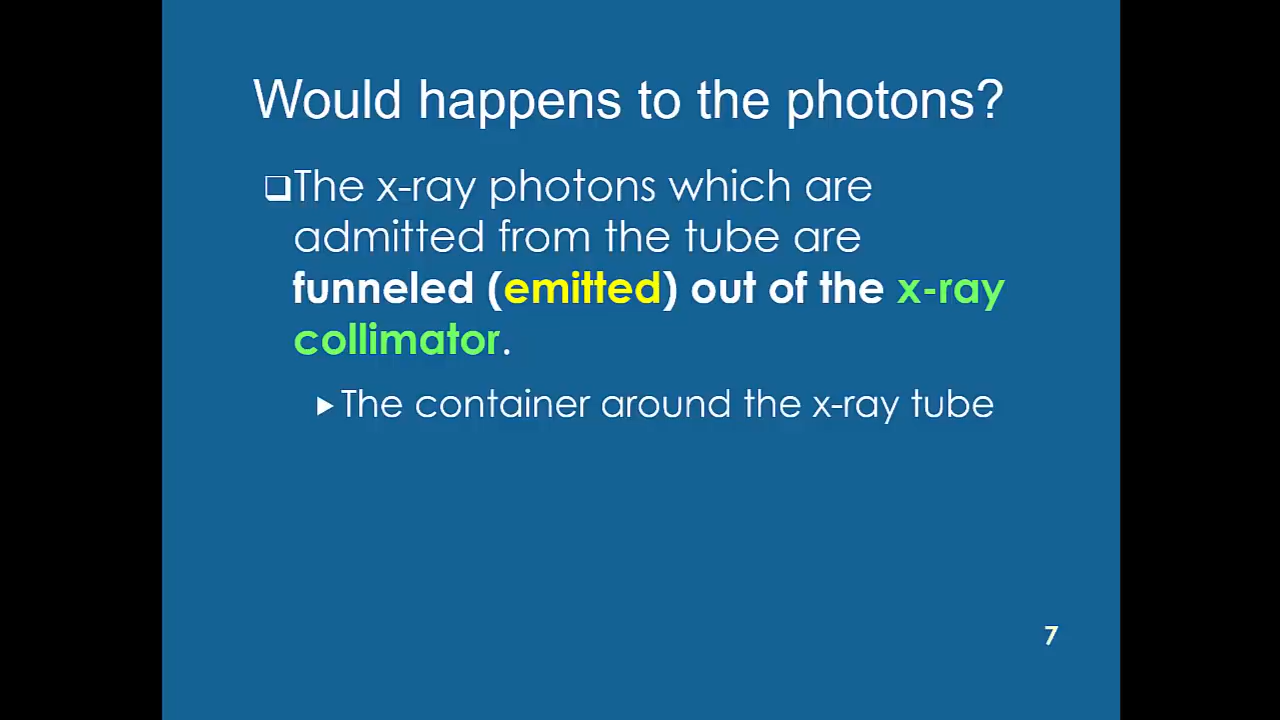 Would happens to the photons?
❑The x-ray photons which are
admitted from the tube are
funneled (emitted) out of the x-ray
collimator.
▶The container around the x-ray tube
7